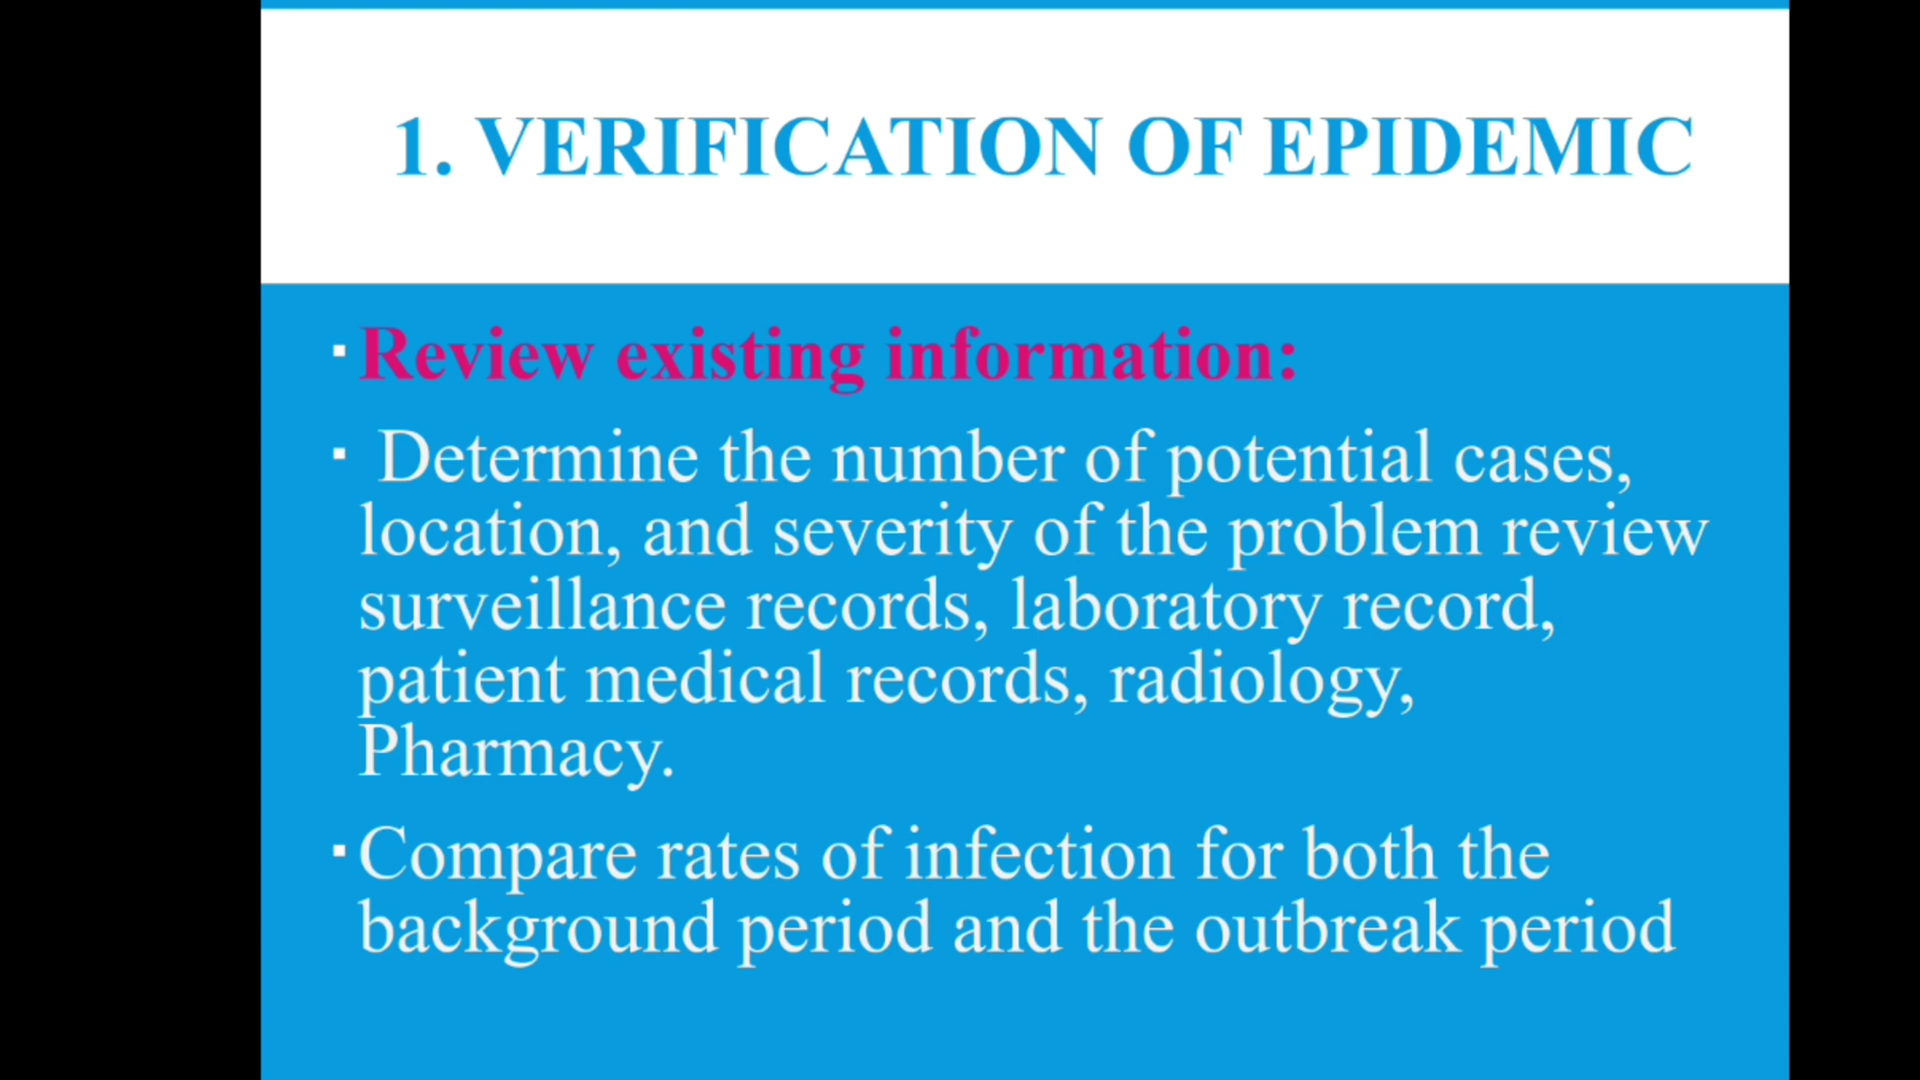 1. VERIFICATION OF EPIDEMIC
▪ Review existing information:
▪ Determine the number of potential cases,
location, and severity of the problem review
surveillance records, laboratory record,
patient medical records, radiology,
Pharmacy.
▪ Compare rates of infection for both the
background period and the outbreak period